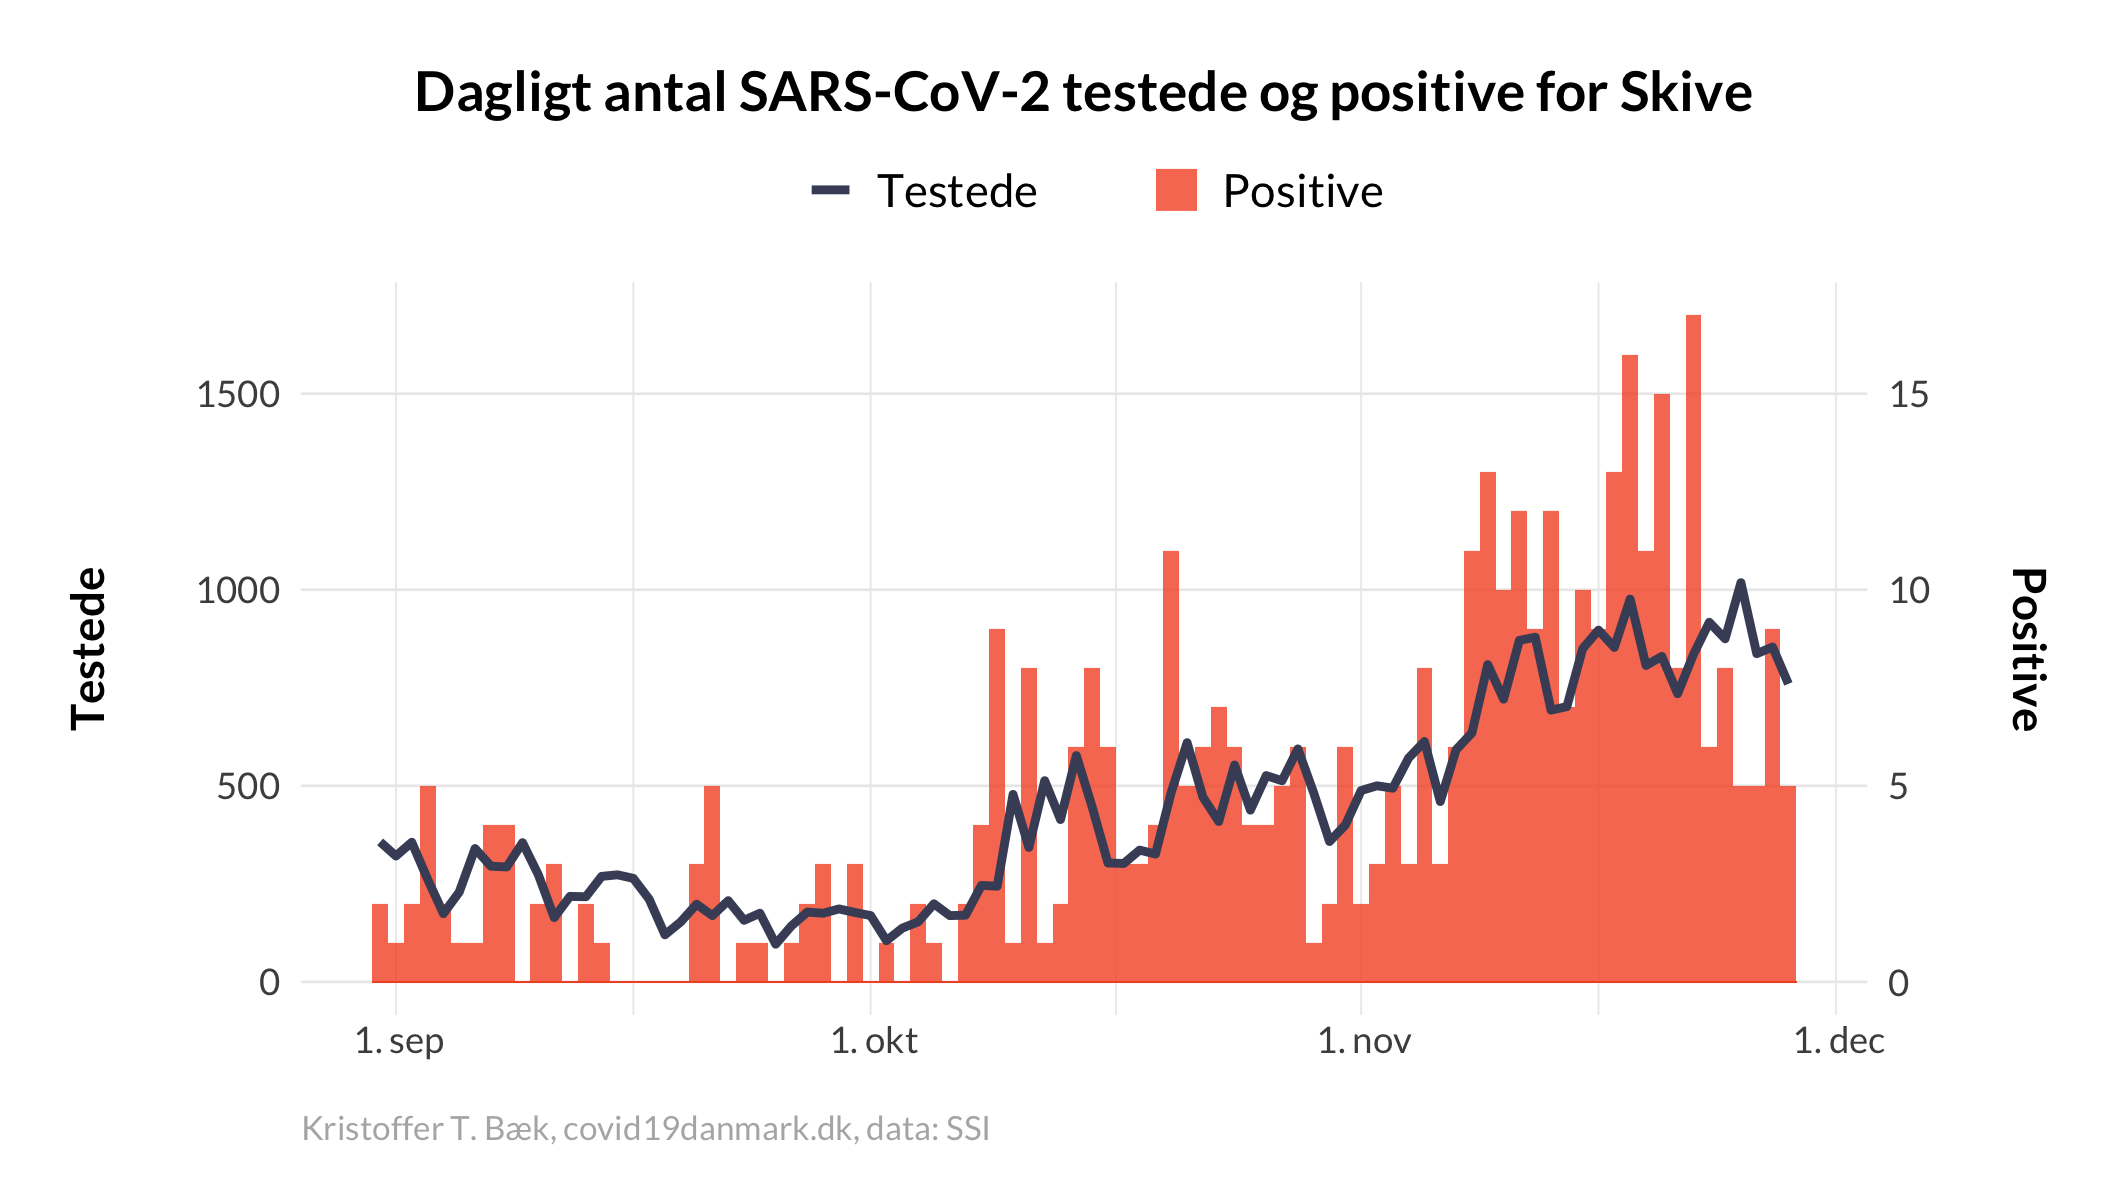 Dagligt antal SARS-CoV-2 testede og positive for Skive
Testede
Positive
1500
1000
500
0
Testede
15
10
5
0
Positive
1. sep
1. okt
1. nov
1. dec
Kristoffer T. Bæk, covid19danmark.dk, data: SSI